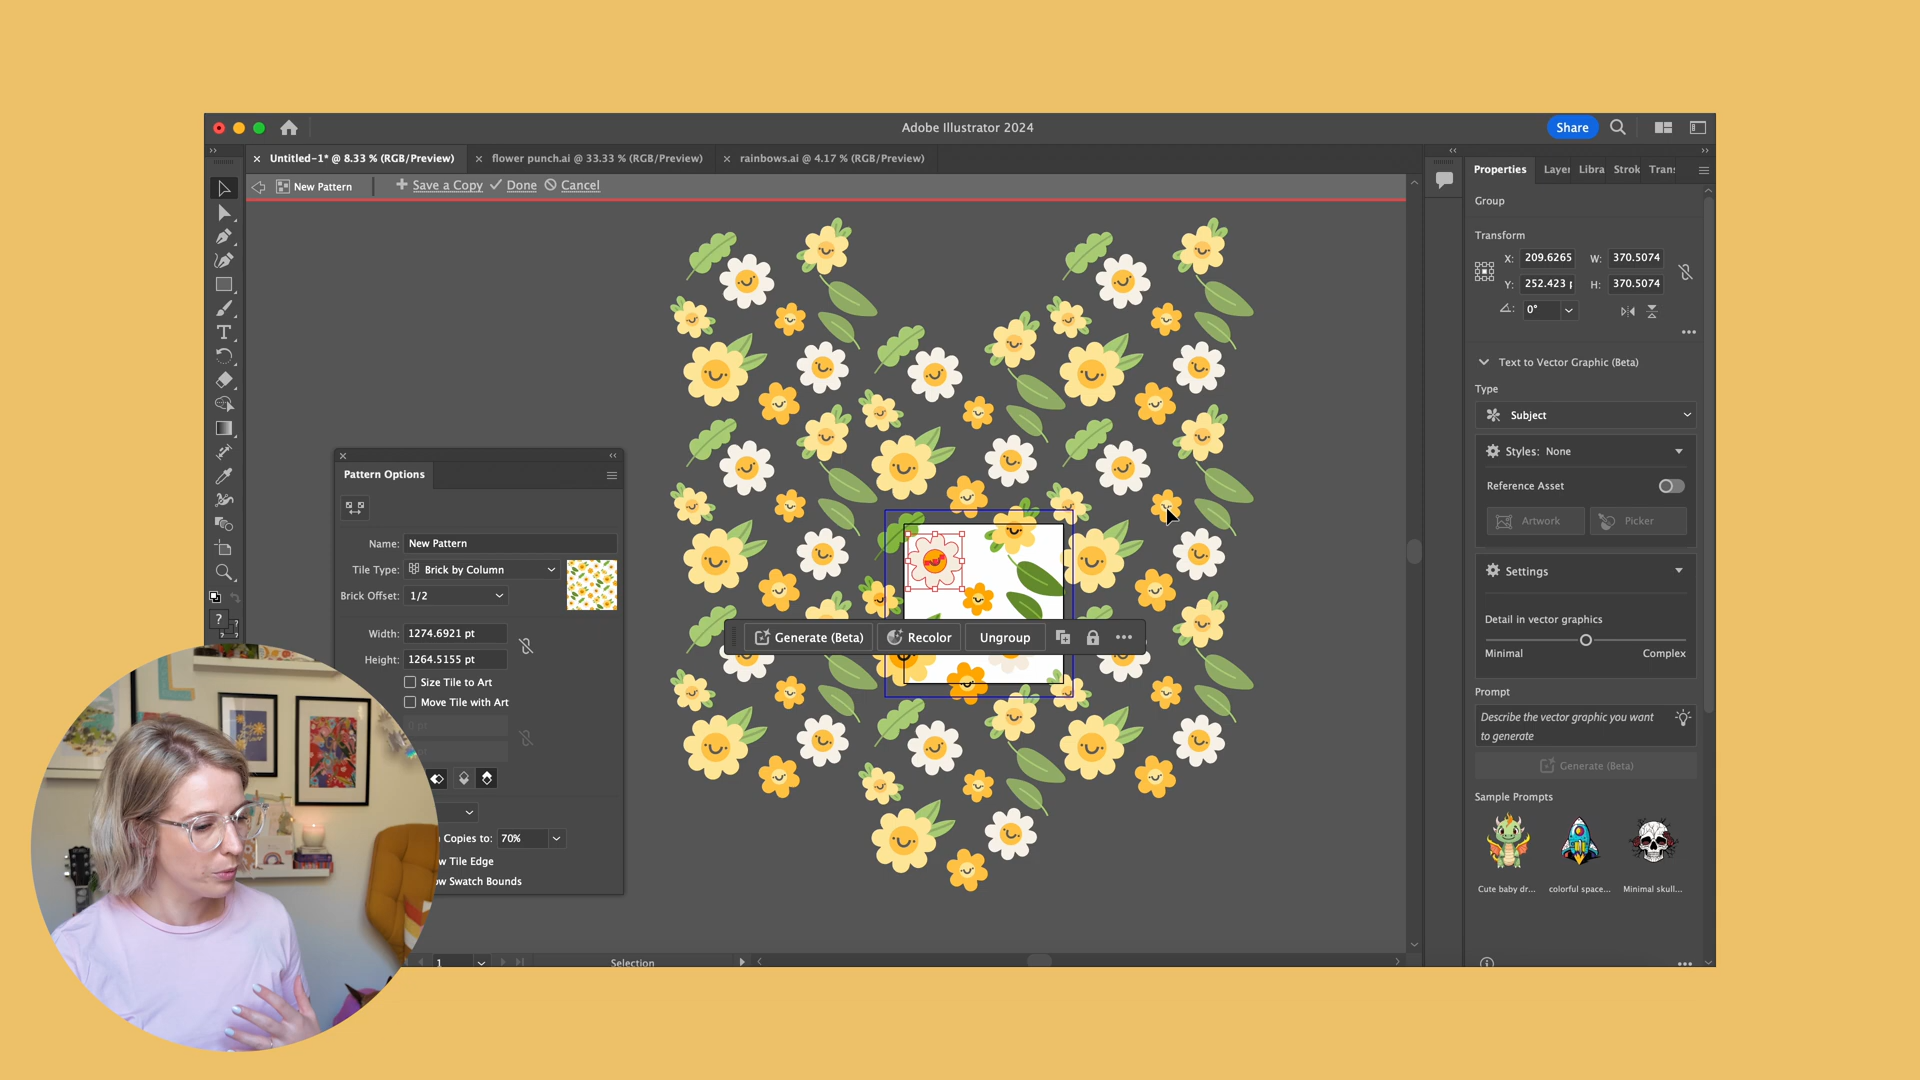 Adobe Illustrator 2024
Share
Untitled-1* @ 8.33 % (RGB/Preview)
flower punch.ai @ 33.33 % (RGB/Preview)
rainbows.ai @ 4.17 % (RGB/Preview)
New Pattern
Save a Copy
Done
Cancel
Properties
Layer
Libra
Strok
Tran
Group
Transform
X: 209.6265
W: 370.5074
Y: 252.423
H: 370.5074
0°
Text to Vector Graphic (Beta)
Type
Subject
Styles: None
Reference Asset
Artwork
Picker
Settings
Detail in vector graphics
Minimal
Complex
Prompt
Describe the vector graphic you want
to generate
Generate (Beta)
Sample Prompts
Cute baby dr...
colorful space...
Minimal skull...
Pattern Options
Name: New Pattern
Tile Type: Brick by Column
Brick Offset: 1/2
Width: 1274.6921 pt
Height: 1264.5155 pt
Size Tile to Art
Move Tile with Art
Copies to: 70%
Tile Edge
Swatch Bounds
Generate (Beta)
Recolor
Ungroup
1
Selection